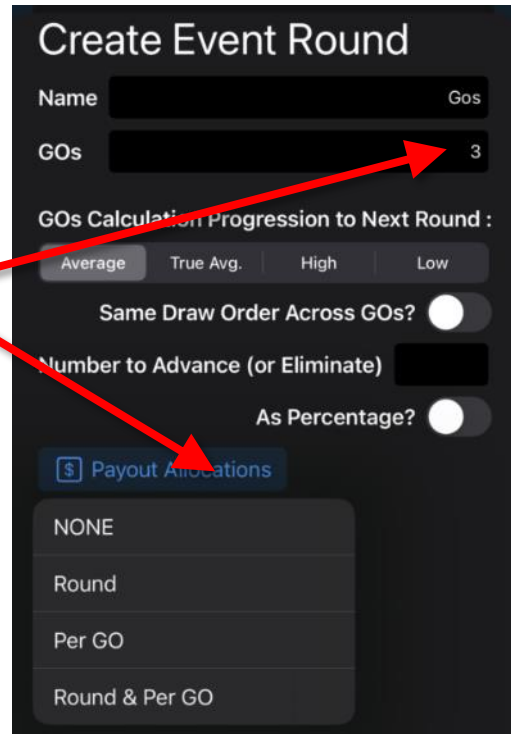 Create Event Round
Name Gos
GOs 3
GOs Calculation Progression to Next Round :
Average True Avg. High Low
Same Draw Order Across GOs?
Number to Advance (or Eliminate)
As Percentage?
$ Payout Allocations
NONE
Round
Per GO
Round & Per GO